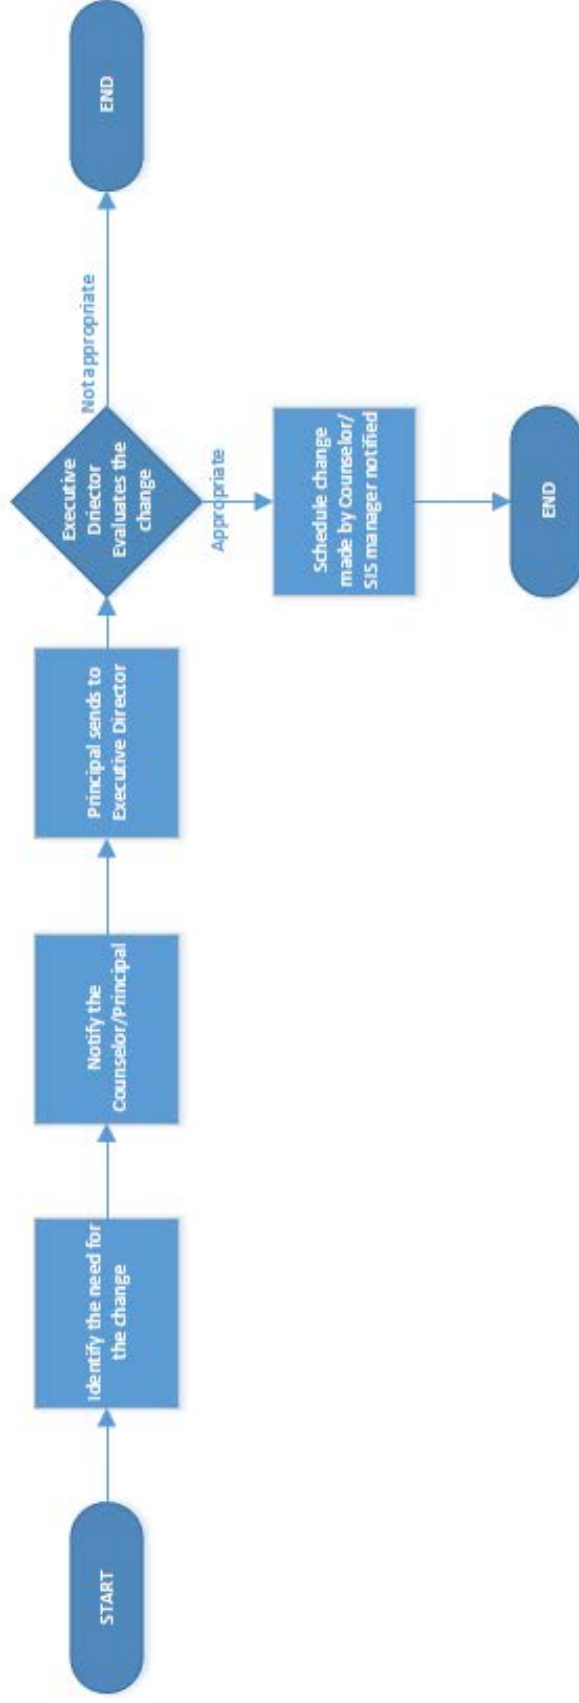 START
Identify the need for
the change
Notify the
Counselor/Principal
Principal sends to
Executive Director
Executive
Driector
Evaluates the
change
Not appropriate
END
Appropriate
Schedule change
made by Counselor/
SIS manager notified
END